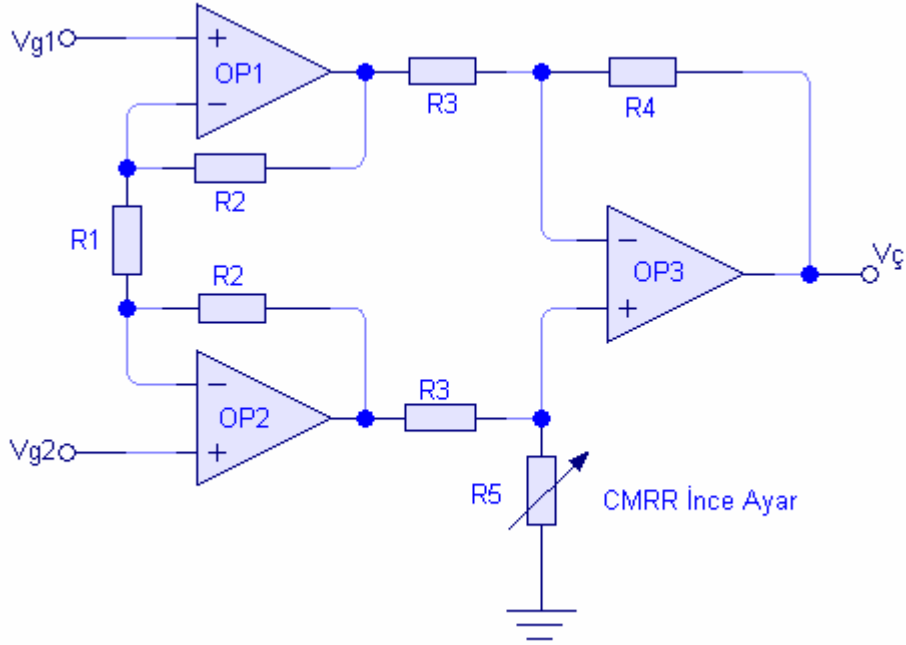 Vg1
+
OP1
−
R3
R4
R2
R1
R2
−
OP3
+
Vç
−
OP2
+
R3
Vg2
R5
CMRR İnce Ayar